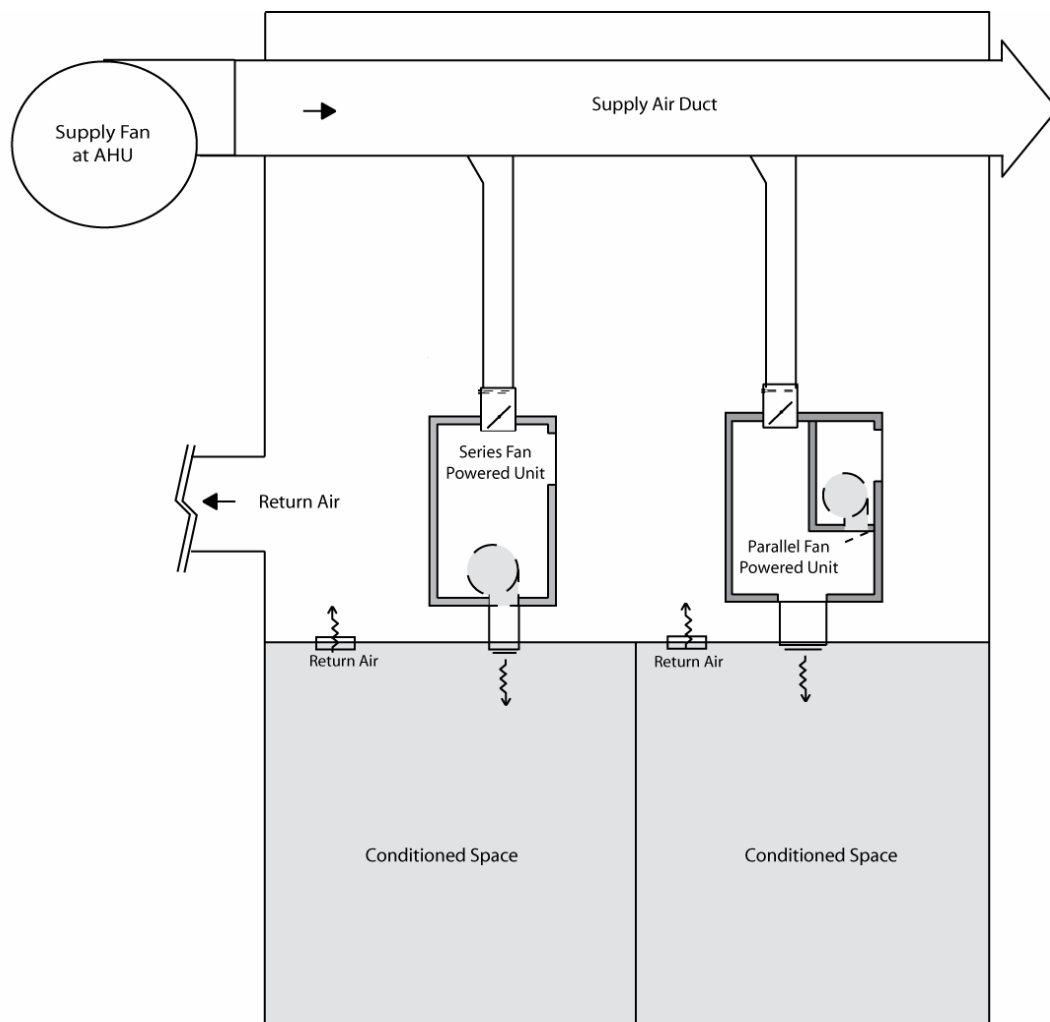 Supply Fan
at AHU
Supply Air Duct
Series Fan
Powered Unit
Return Air
Parallel Fan
Powered Unit
Return Air
Return Air
Conditioned Space
Conditioned Space